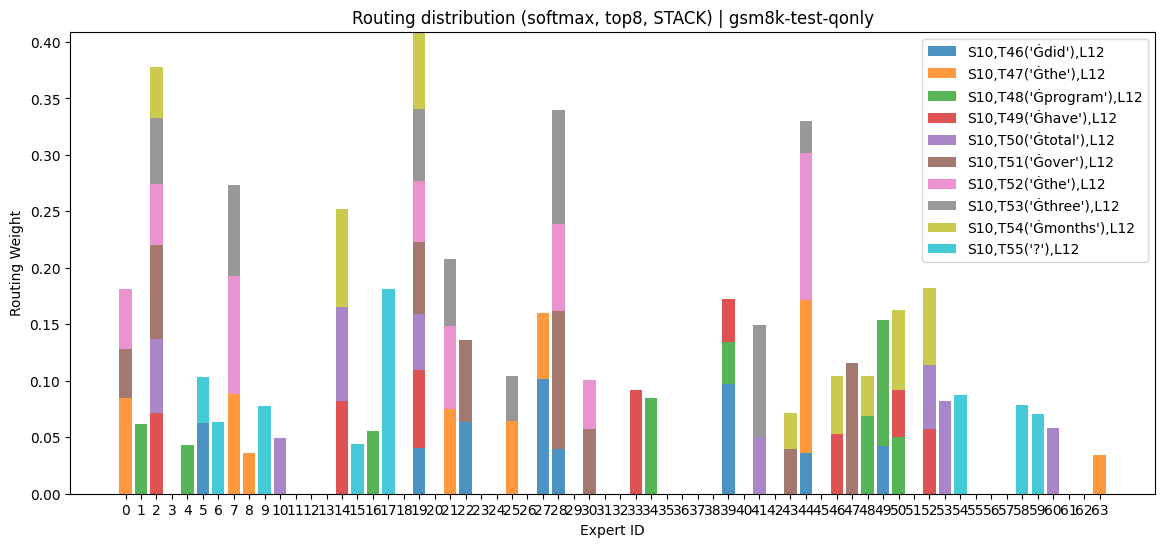 Routing distribution (softmax, top8, STACK) | gsm8k-test-qonly
S10,T46('Ġdid'),L12
S10,T47('Ġthe'),L12
S10,T48('Ġprogram'),L12
S10,T49('Ġhave'),L12
S10,T50('Ġtotal'),L12
S10,T51('Ġover'),L12
S10,T52('Ġthe'),L12
S10,T53('Ġthree'),L12
S10,T54('Ġmonths'),L12
S10,T55('?'),L12
Routing Weight
0.40
0.35
0.30
0.25
0.20
0.15
0.10
0.05
0.00
0 1 2 3 4 5 6 7 8 9 10 11 12 13 14 15 16 17 18 19 20 21 22 23 24 25 26 27 28 29 30 31 32 33 34 35 36 37 38 39 40 41 42 43 44 45 46 47 48 49 50 51 52 53 54 55 56 57 58 59 60 61 62 63
Expert ID